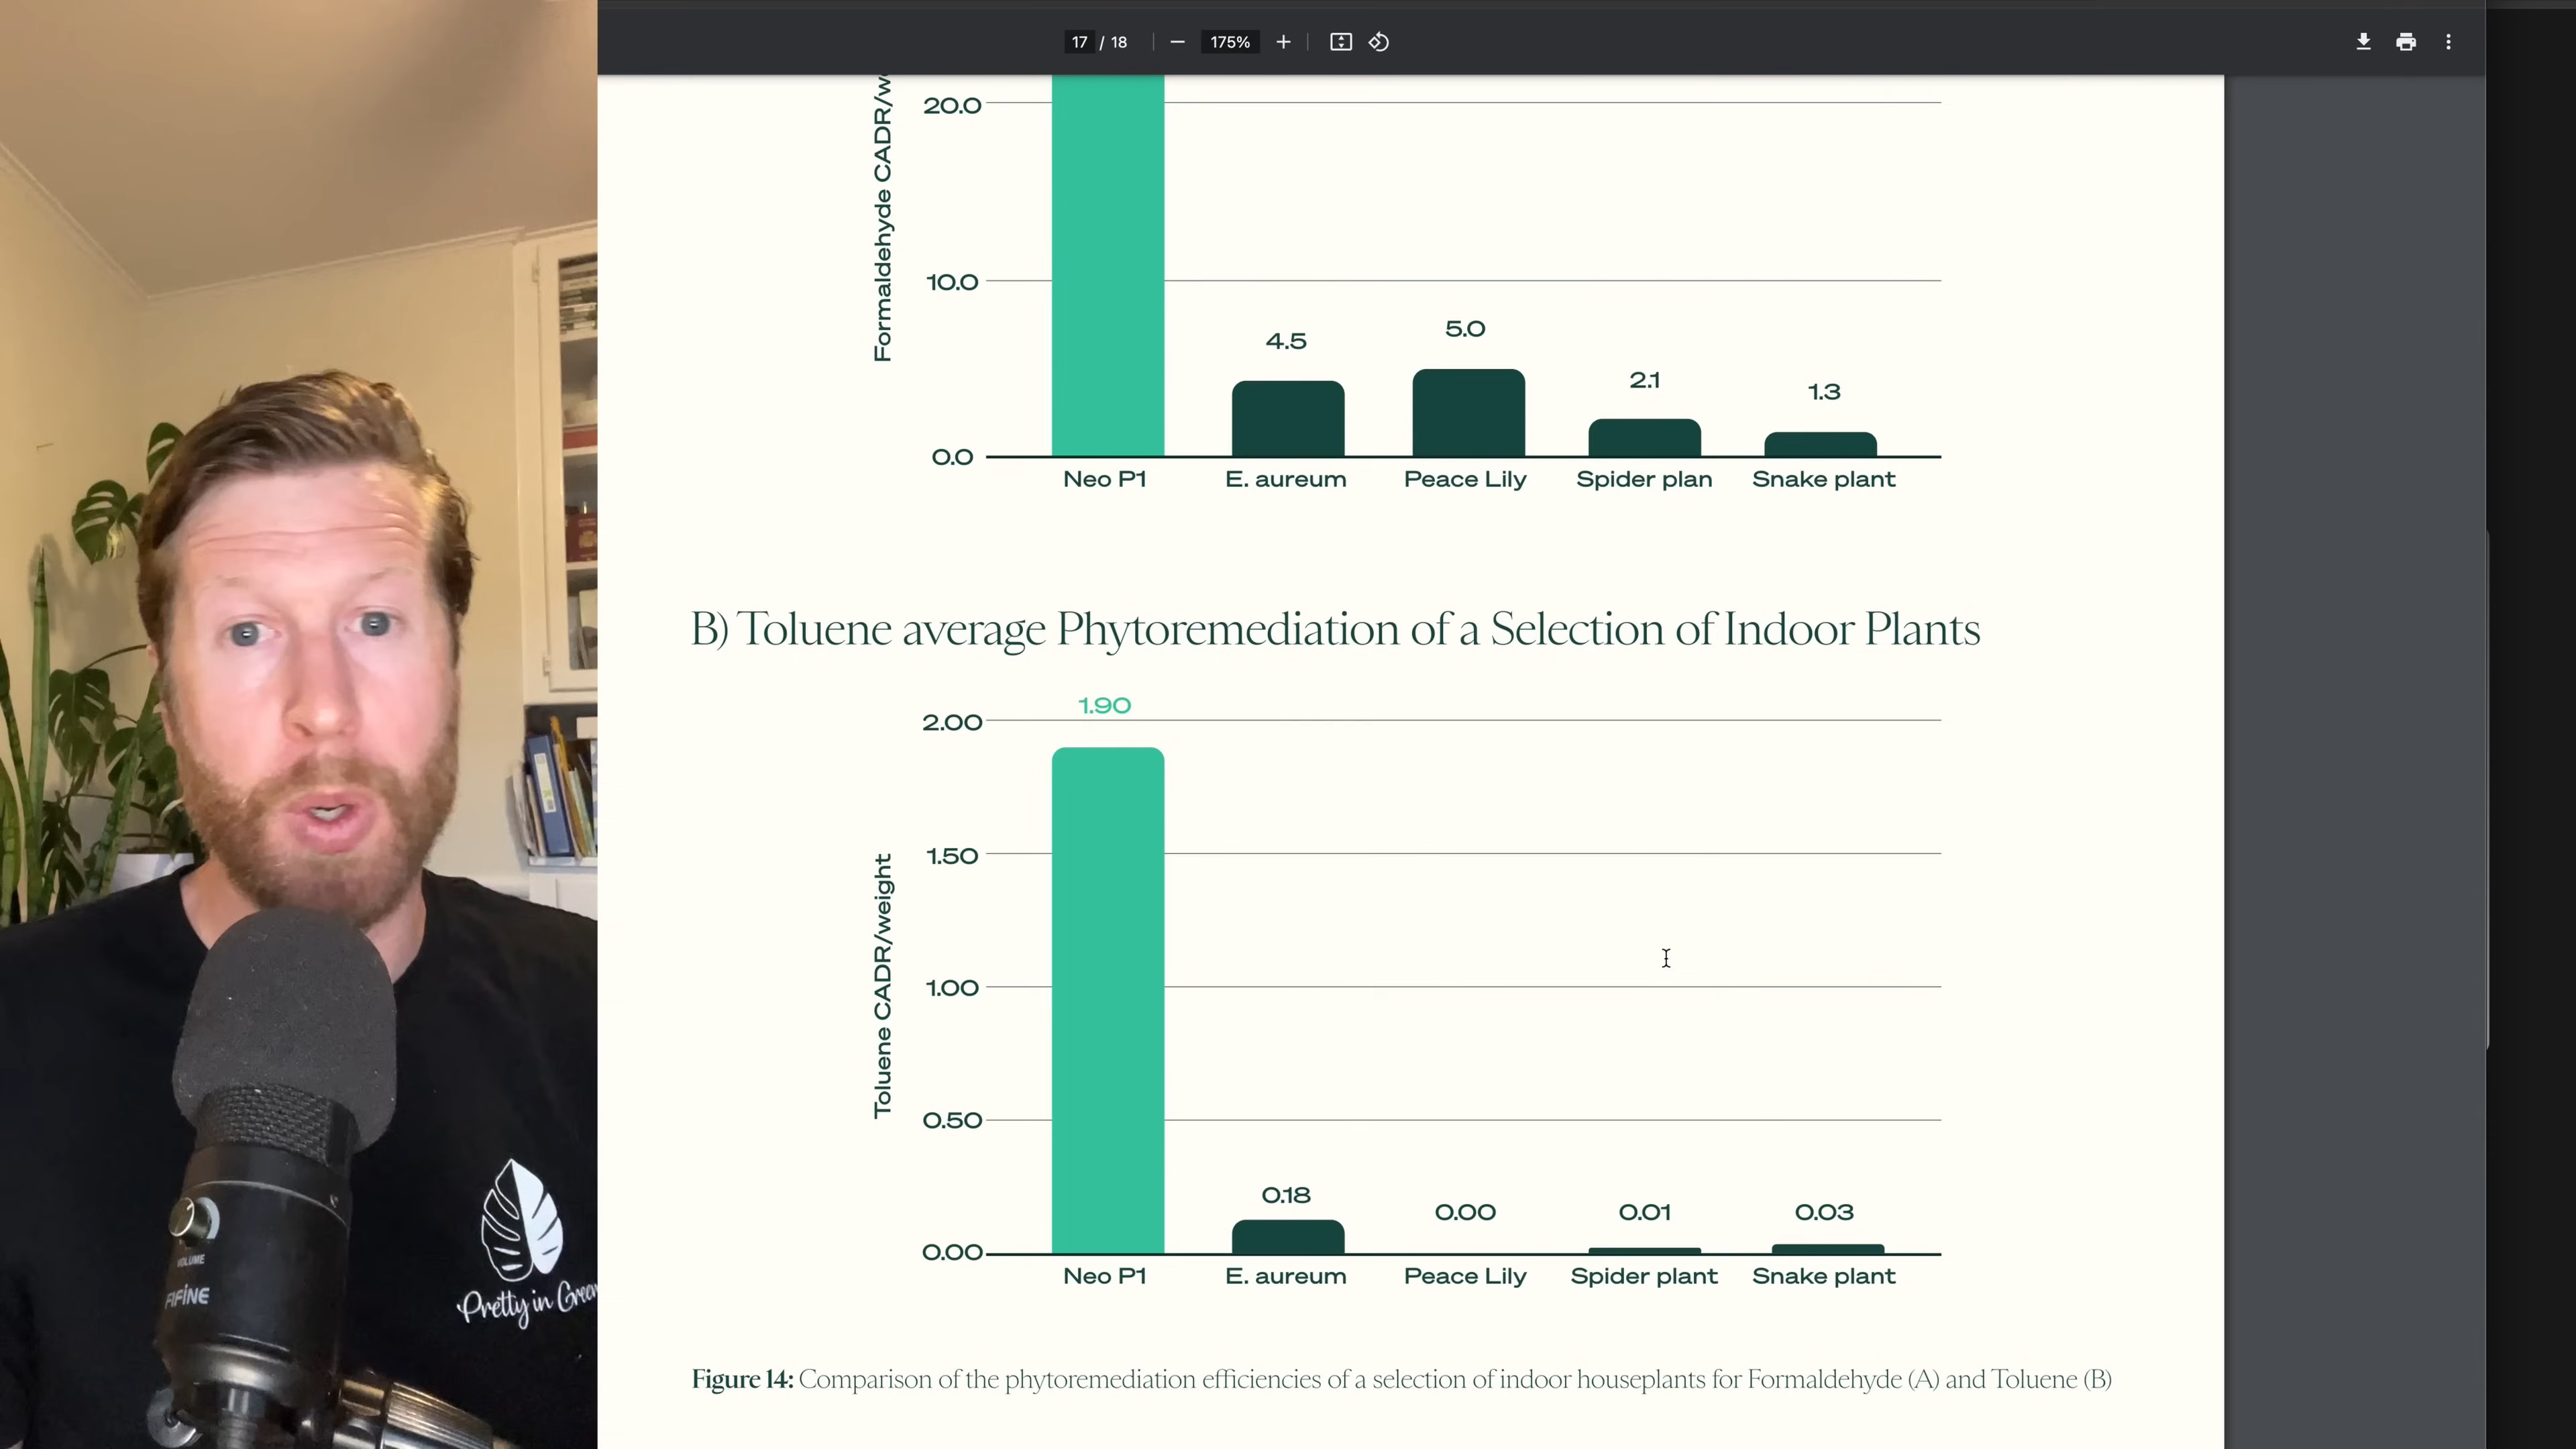 17 / 18 175%
Formaldehyde CADR/w
20.0
10.0
0.0
4.5
5.0
2.1
1.3
Neo P1 E. aureum Peace Lily Spider plan Snake plant
B) Toluene average Phytoremediation of a Selection of Indoor Plants
Toluene CADR/weight
2.00
1.50
1.00
0.50
0.00
1.90
0.18
0.00
0.01
0.03
Neo P1 E. aureum Peace Lily Spider plant Snake plant
Figure 14: Comparison of the phytoremediation efficiencies of a selection of indoor houseplants for Formaldehyde (A) and Toluene (B)
VOLUME
FIFINE
Pretty in Green